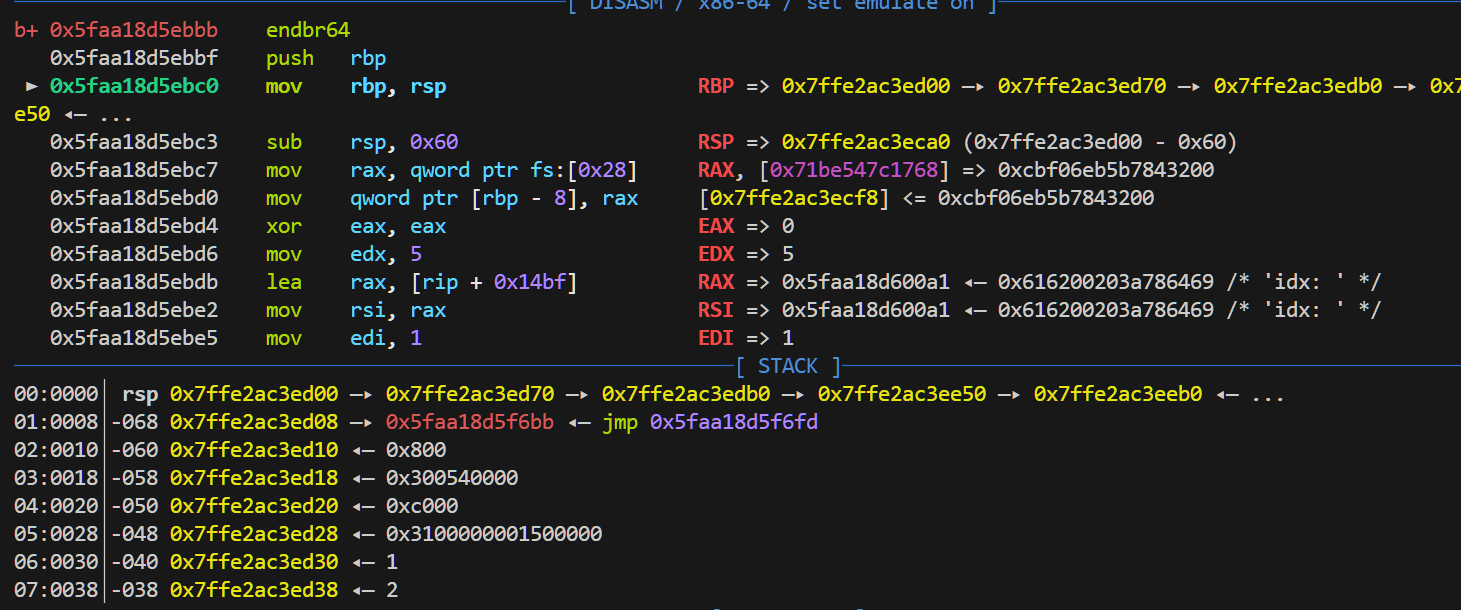 [ DISASM / x86-64 / set emulate on ]
b+ 0x5faa18d5ebbb    endbr64
   0x5faa18d5ebbf    push   rbp
 ► 0x5faa18d5ebc0    mov    rbp, rsp                     RBP => 0x7ffe2ac3ed00 —▸ 0x7ffe2ac3ed70 —▸ 0x7ffe2ac3edb0 —▸ 0x7
e50 ◂— ...
   0x5faa18d5ebc3    sub    rsp, 0x60                    RSP => 0x7ffe2ac3eca0 (0x7ffe2ac3ed00 - 0x60)
   0x5faa18d5ebc7    mov    rax, qword ptr fs:[0x28]     RAX, [0x71be547c1768] => 0xcbf06eb5b7843200
   0x5faa18d5ebd0    mov    qword ptr [rbp - 8], rax     [0x7ffe2ac3ecf8] <= 0xcbf06eb5b7843200
   0x5faa18d5ebd4    xor    eax, eax                     EAX => 0
   0x5faa18d5ebd6    mov    edx, 5                       EDX => 5
   0x5faa18d5ebdb    lea    rax, [rip + 0x14bf]          RAX => 0x5faa18d600a1 ◂— 0x616200203a786469 /* 'idx: ' */
   0x5faa18d5ebe2    mov    rsi, rax                     RSI => 0x5faa18d600a1 ◂— 0x616200203a786469 /* 'idx: ' */
   0x5faa18d5ebe5    mov    edi, 1                       EDI => 1
[ STACK ]
00:0000│  rsp 0x7ffe2ac3ed00 —▸ 0x7ffe2ac3ed70 —▸ 0x7ffe2ac3edb0 —▸ 0x7ffe2ac3ee50 —▸ 0x7ffe2ac3eeb0 ◂— ...
01:0008│ -068 0x7ffe2ac3ed08 —▸ 0x5faa18d5f6bb ◂— jmp 0x5faa18d5f6fd
02:0010│ -060 0x7ffe2ac3ed10 ◂— 0x800
03:0018│ -058 0x7ffe2ac3ed18 ◂— 0x300540000
04:0020│ -050 0x7ffe2ac3ed20 ◂— 0xc000
05:0028│ -048 0x7ffe2ac3ed28 ◂— 0x3100000001500000
06:0030│ -040 0x7ffe2ac3ed30 ◂— 1
07:0038│ -038 0x7ffe2ac3ed38 ◂— 2